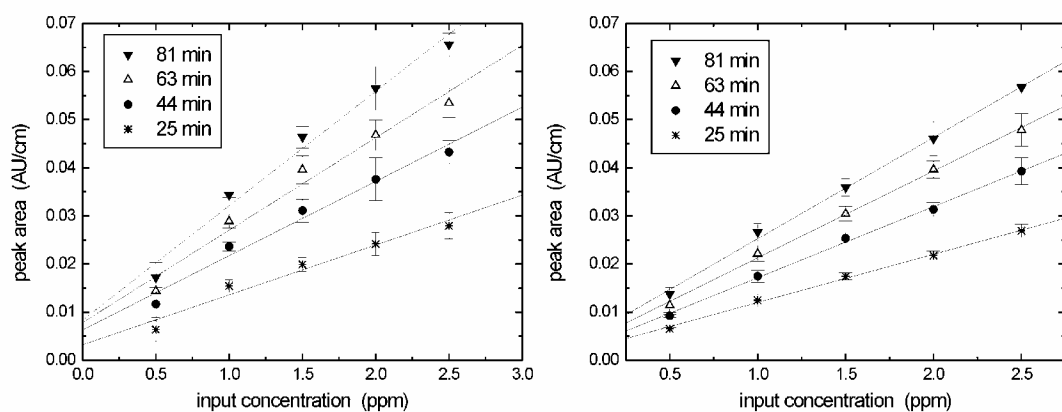 0.07
0.06
0.05
0.04
0.03
0.02
0.01
0.00
peak area (AU/cm)
81 min
63 min
44 min
25 min
0.0 0.5 1.0 1.5 2.0 2.5 3.0
input concentration (ppm)
0.07
0.06
0.05
0.04
0.03
0.02
0.01
0.00
peak area (AU/cm)
81 min
63 min
44 min
25 min
0.5 1.0 1.5 2.0 2.5
input concentration (ppm)